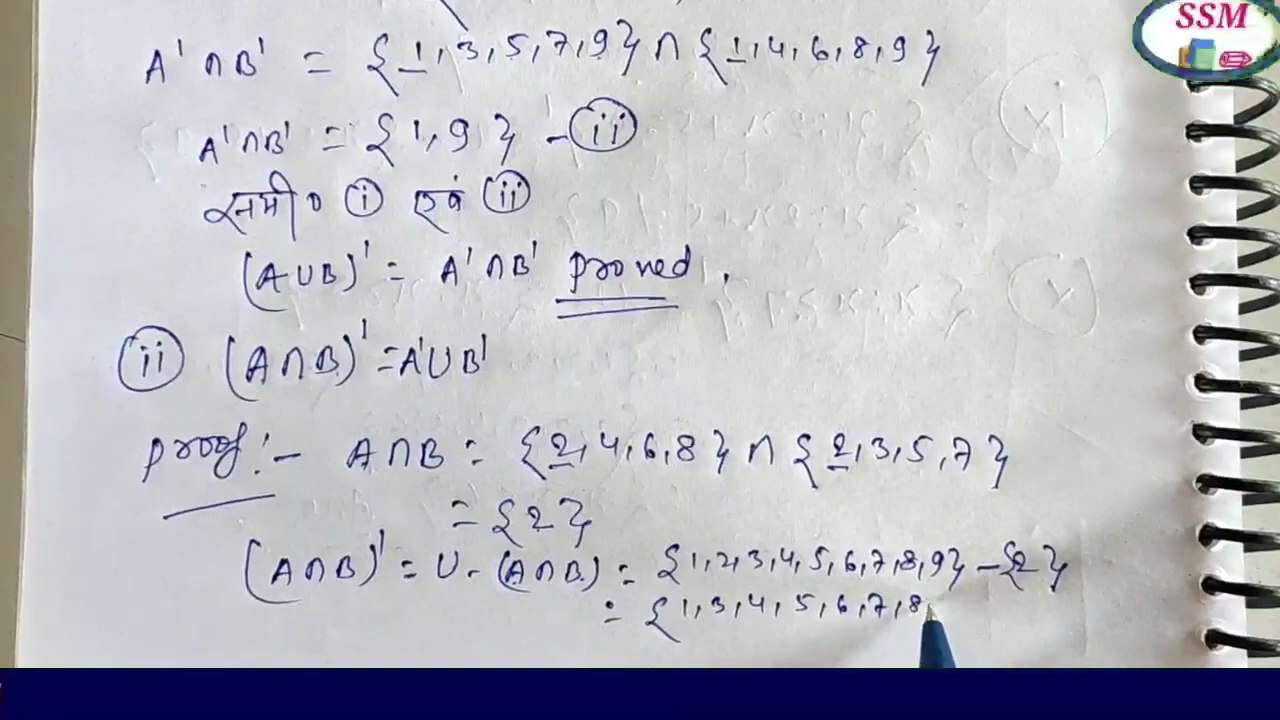 SSM
A' ∩ B' = {1, 3, 5, 7, 9} ∩ {1, 4, 6, 8, 9}
A' ∩ B' = {1, 9} - (ii)
समी० (i) एवं (ii)
(A ∪ B)' = A' ∩ B' proved.
(ii) (A ∩ B)' = A' ∪ B'
proof:- A ∩ B = {2, 4, 6, 8} ∩ {2, 3, 5, 7}
= {2}
(A ∩ B)' = U - (A ∩ B) = {1, 2, 3, 4, 5, 6, 7, 8, 9} - {2}
= {1, 3, 4, 5, 6, 7, 8